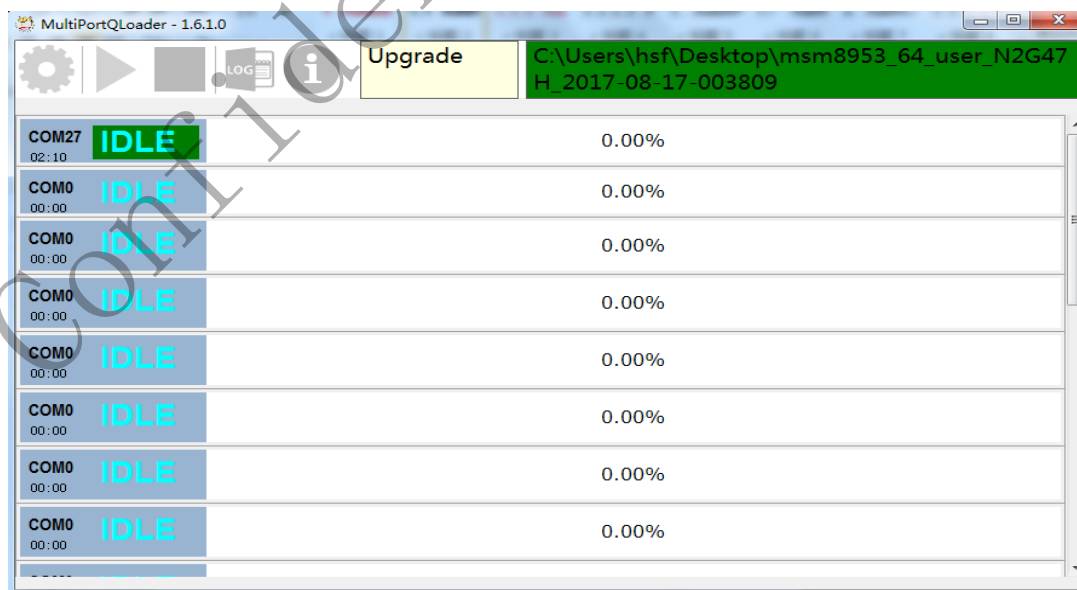 MultiPortQLoader - 1.6.1.0
LOG
Upgrade
C:\Users\hsf\Desktop\msm8953_64_user_N2G47
H_2017-08-17-003809
COM27
IDLE
02:10
0.00%
COM0
IDLE
00:00
0.00%
COM0
IDLE
00:00
0.00%
COM0
IDLE
00:00
0.00%
COM0
IDLE
00:00
0.00%
COM0
IDLE
00:00
0.00%
COM0
IDLE
00:00
0.00%
COM0
IDLE
00:00
0.00%
Confide